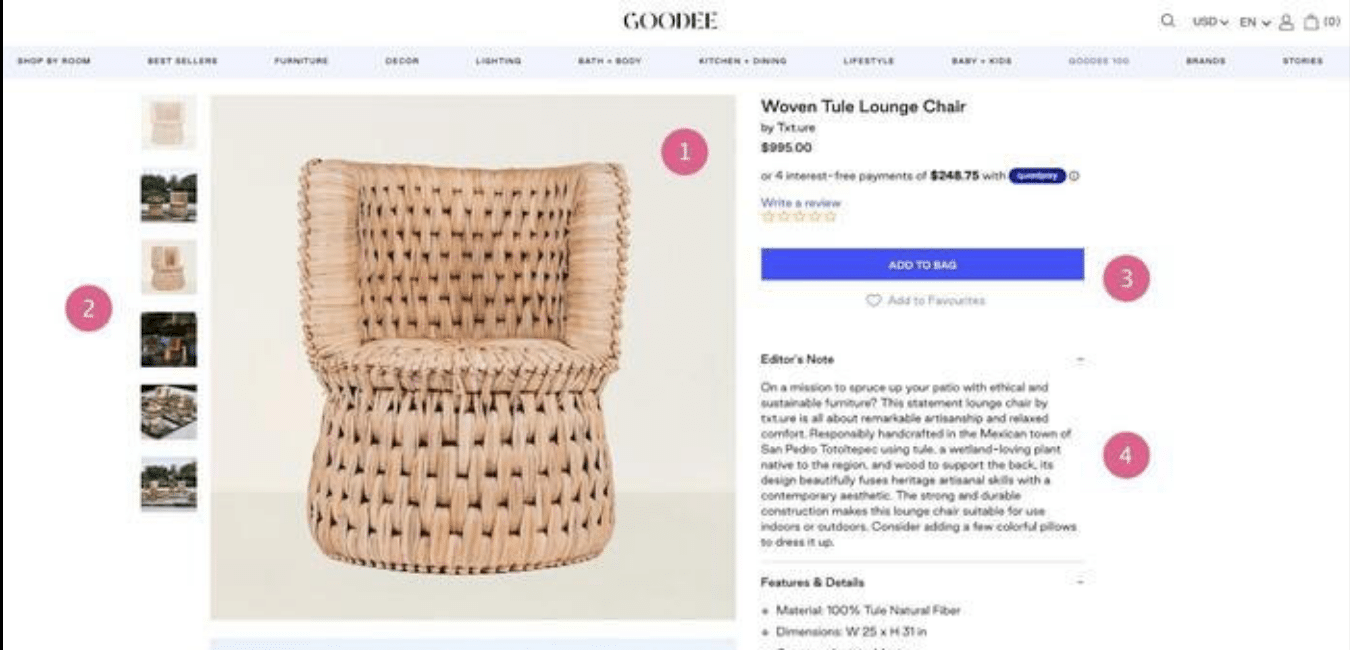 GOODEE
USD EN (0)
SHOP BY ROOM BEST SELLERS FURNITURE DECOR LIGHTING BATH + BODY KITCHEN + DINING LIFESTYLE BABY + KIDS GOODEE 100 BRANDS STORIES
1
2
Woven Tule Lounge Chair
by Txt.ure
$995.00
or 4 interest-free payments of $248.75 with
Write a review
ADD TO BAG
3
Add to Favourites
Editor's Note
On a mission to spruce up your patio with ethical and
sustainable furniture? This statement lounge chair by
txt.ure is all about remarkable artisanship and relaxed
comfort. Responsibly handcrafted in the Mexican town of
San Pedro Totoltepec using tule, a wetland-loving plant
native to the region, and wood to support the back, its
design beautifully fuses heritage artisanal skills with a
contemporary aesthetic. The strong and durable
construction makes this lounge chair suitable for use
indoors or outdoors. Consider adding a few colorful pillows
to dress it up.
4
Features & Details
Material: 100% Tule Natural Fiber
Dimensions: W 25 x H 31 in